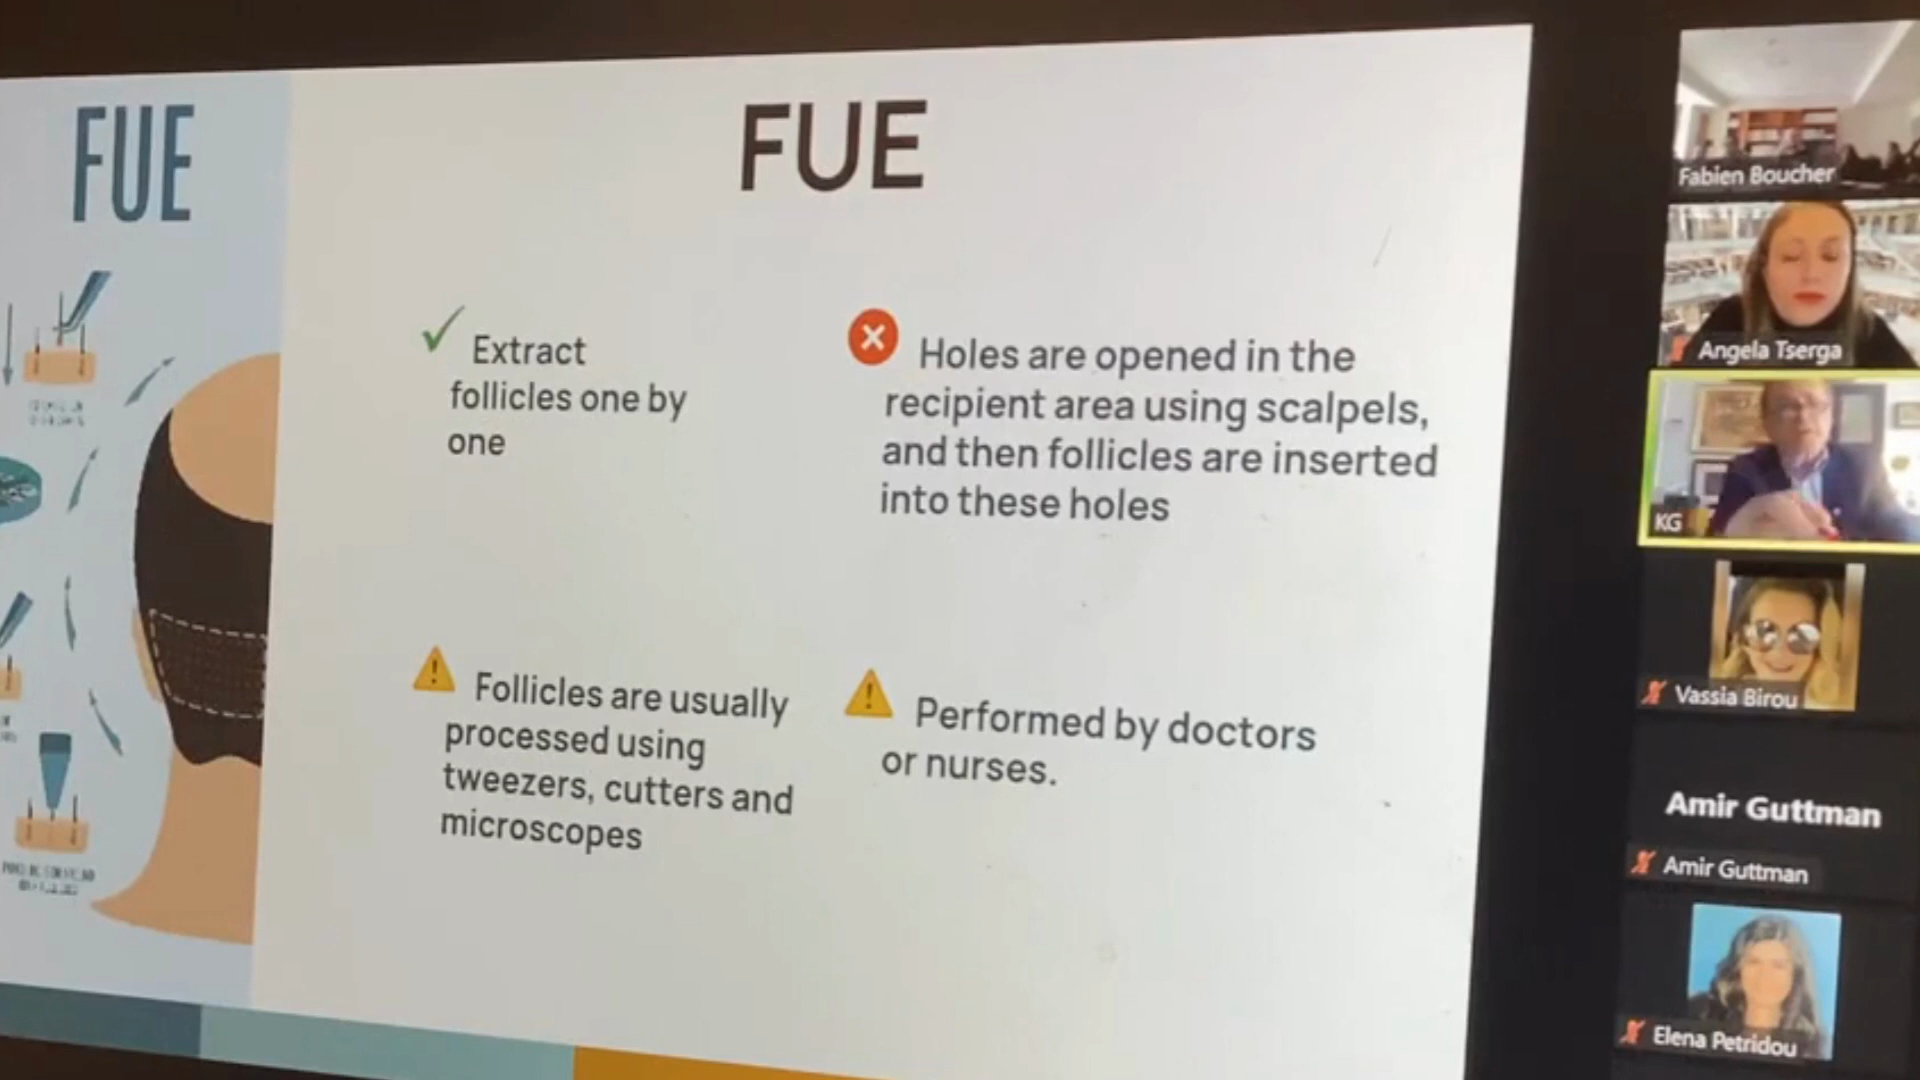 FUE
FUE
Extract
follicles one by
one
Holes are opened in the
recipient area using scalpels,
and then follicles are inserted
into these holes
Follicles are usually
processed using
tweezers, cutters and
microscopes
Performed by doctors
or nurses.
Fabien Boucher
Angela Tserga
KG
Vassia Birou
Amir Guttman
Amir Guttman
Elena Petridou